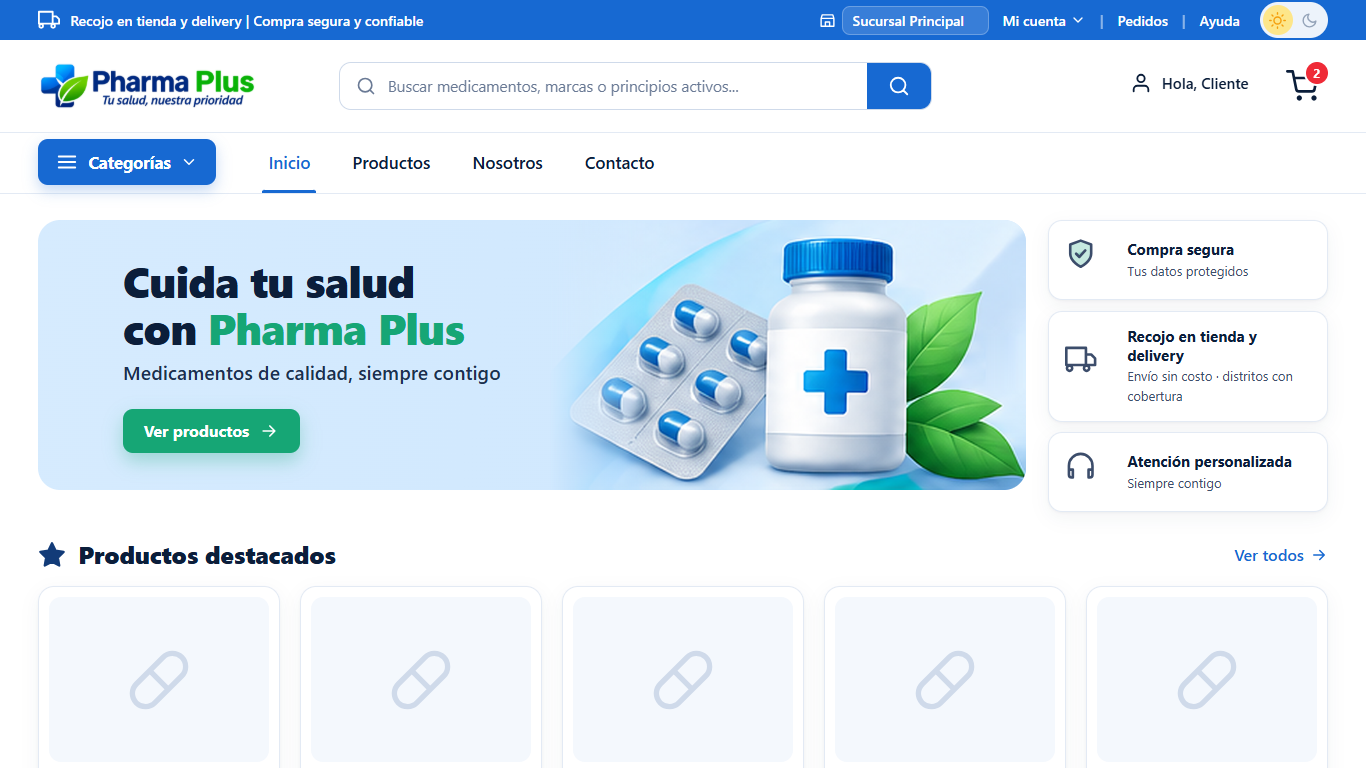 Recojo en tienda y delivery | Compra segura y confiable
Sucursal Principal
Mi cuenta | Pedidos | Ayuda
Pharma Plus
Tu salud, nuestra prioridad
Buscar medicamentos, marcas o principios activos...
Hola, Cliente
2
Categorías
Inicio
Productos
Nosotros
Contacto
Cuida tu salud
con Pharma Plus
Medicamentos de calidad, siempre contigo
Ver productos
Compra segura
Tus datos protegidos
Recojo en tienda y
delivery
Envío sin costo · distritos con
cobertura
Atención personalizada
Siempre contigo
Productos destacados
Ver todos